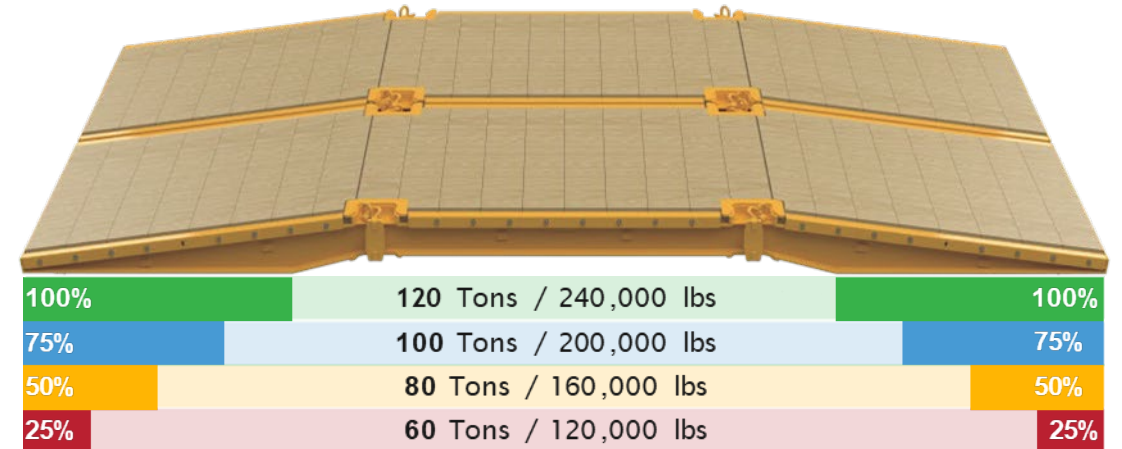 100% 120 Tons / 240,000 lbs 100%
75% 100 Tons / 200,000 lbs 75%
50% 80 Tons / 160,000 lbs 50%
25% 60 Tons / 120,000 lbs 25%